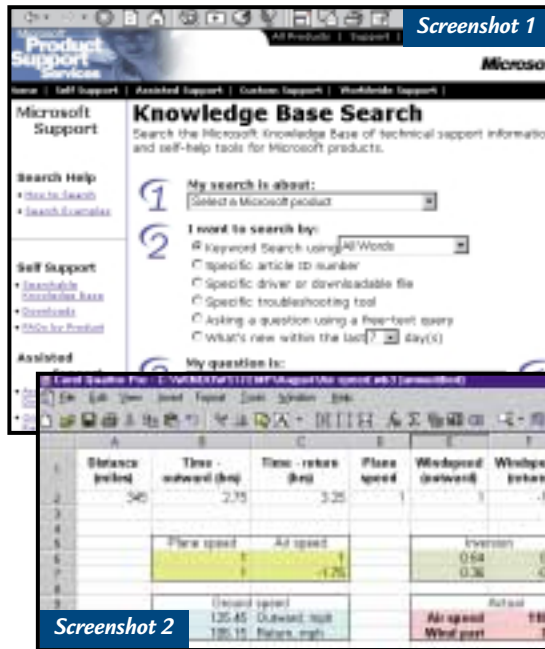 Screenshot 1
All Products | Support |
Microsoft
Product
Support
Services
Home | Self Support | Assisted Support | Custom Support | Worldwide Support |
Microsoft
Support
Knowledge Base Search
Search the Microsoft Knowledge Base of technical support informatio
and self-help tools for Microsoft products.
Search Help
How to Search
Search Examples
1
My search is about:
Select a Microsoft product
2
I want to search by:
Keyword Search using All Words
Specific article ID number
Specific driver or downloadable file
Specific troubleshooting tool
Asking a question using a free-text query
What's new within the last 7 day(s)
Self Support
Searchable
Knowledge Base
Downloads
FAQs by Product
Assisted
My question is:
Corel Quattro Pro
File Edit View Insert Format Tools Window Help
A B
Distance
(miles)
Time -
outward (hrs)
Time - return
(hrs)
Plane
speed
Windspeed
(outward)
345 2.75 3.25 1 1
Plane speed Air speed
1 1
1 -1.75
Inversion
0.64
0.36
Ground speed
125.45 Outward, mph
106.15 Return, mph
Actual
Air speed
Wind part
Screenshot 2